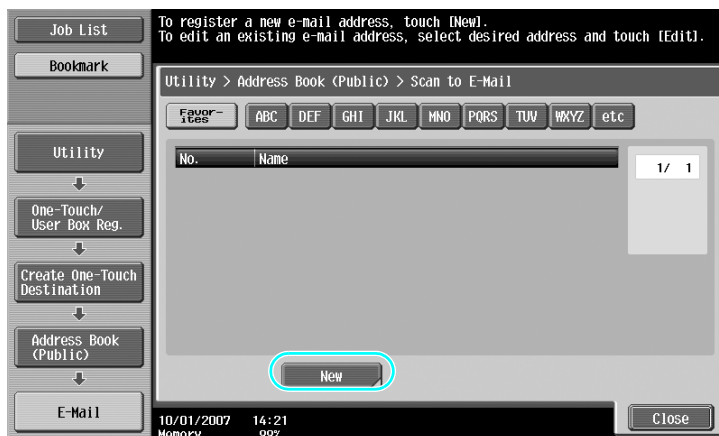 Job List
Bookmark
Utility
One-Touch/
User Box Reg.
Create One-Touch
Destination
Address Book
(Public)
E-Mail
To register a new e-mail address, touch [New].
To edit an existing e-mail address, select desired address and touch [Edit].
Utility > Address Book (Public) > Scan to E-Mail
Favor-
ites
ABC DEF GHI JKL MNO PQRS TUV WXYZ etc
No. Name
1/ 1
New
10/01/2007 14:21
Memory 99%
Close